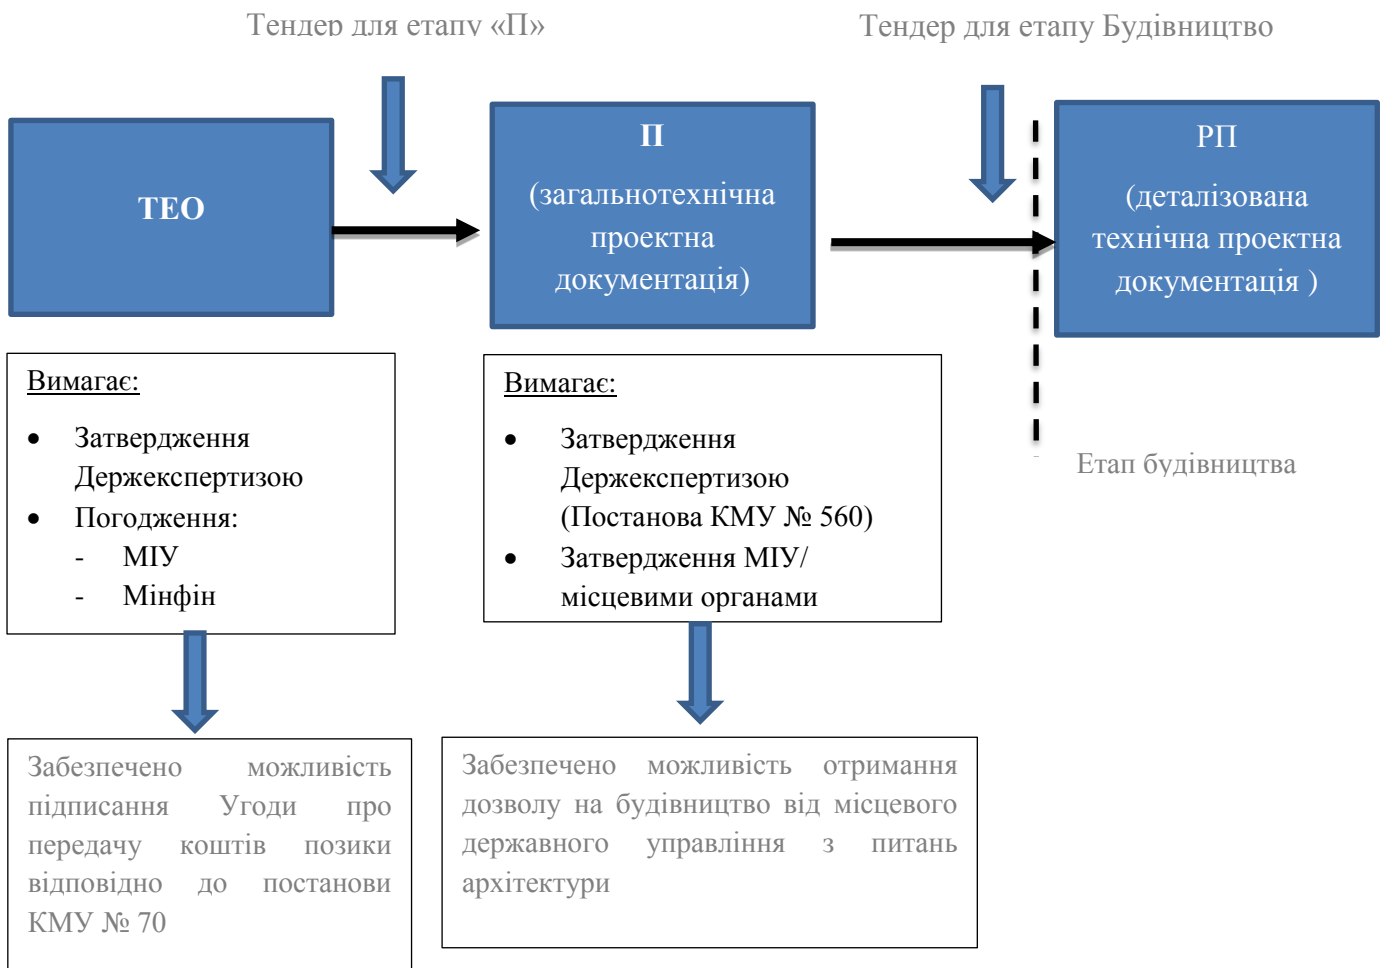 Тендер для етапу «П»
Тендер для етапу Будівництво
ТЕО
П
(загальнотехнічна
проектна
документація)
РП
(деталізована
технічна проектна
документація )
Вимагає:
• Затвердження
Держекспертизою
• Погодження:
- МІУ
- Мінфін
Вимагає:
• Затвердження
Держекспертизою
(Постанова КМУ № 560)
• Затвердження МІУ/
місцевими органами
Етап будівництва
Забезпечено можливість
підписання Угоди про
передачу коштів позики
відповідно до постанови
КМУ № 70
Забезпечено можливість отримання
дозволу на будівництво від місцевого
державного управління з питань
архітектури